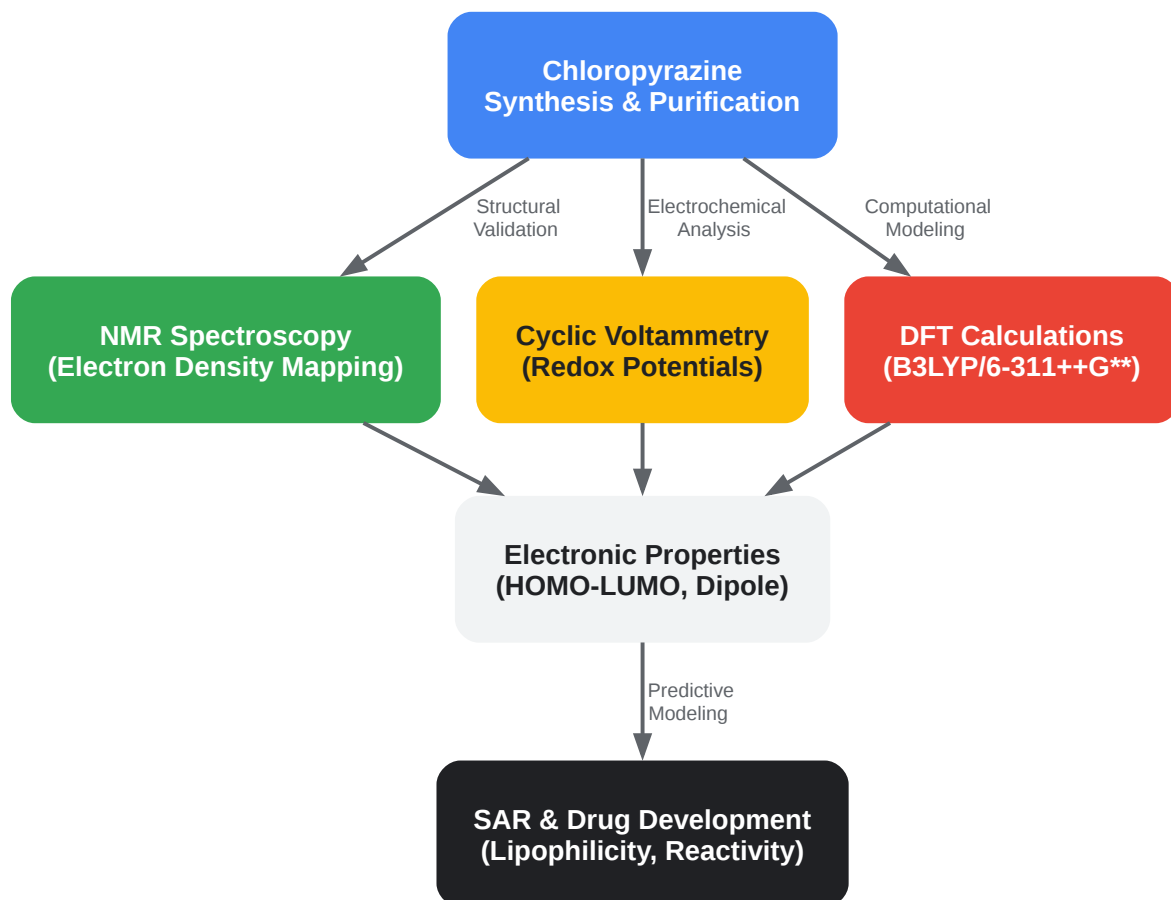 Chloropyrazine
Synthesis & Purification
Structural
Validation
Electrochemical
Analysis
Computational
Modeling
NMR Spectroscopy
(Electron Density Mapping)
Cyclic Voltammetry
(Redox Potentials)
DFT Calculations
(B3LYP/6-311++G**)
Electronic Properties
(HOMO-LUMO, Dipole)
Predictive
Modeling
SAR & Drug Development
(Lipophilicity, Reactivity)